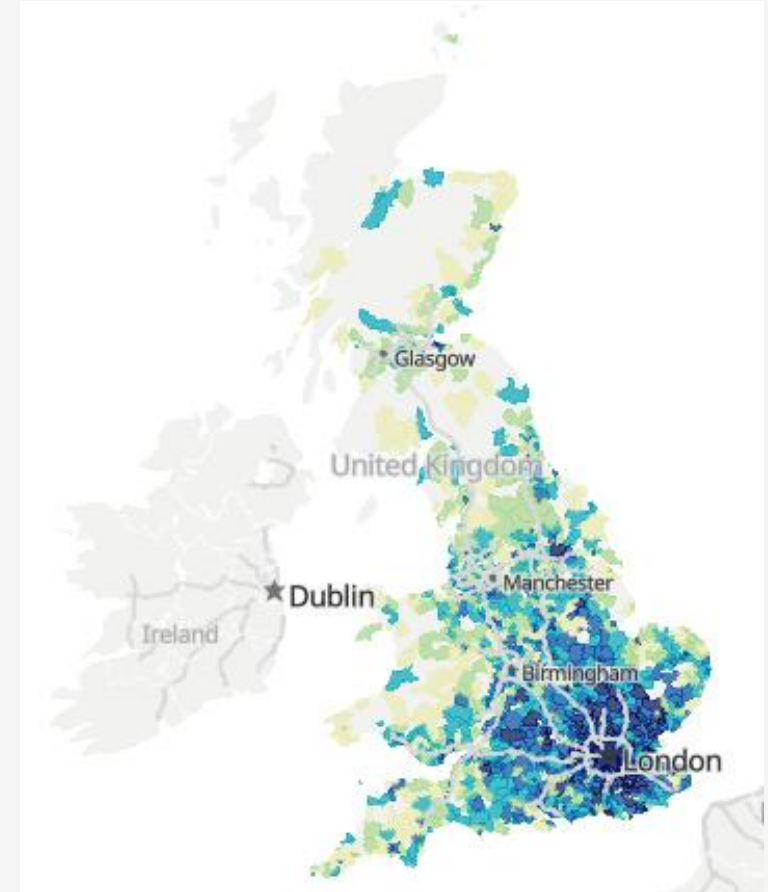 Glasgow
United Kingdom
Manchester
Dublin
Ireland
Birmingham
London